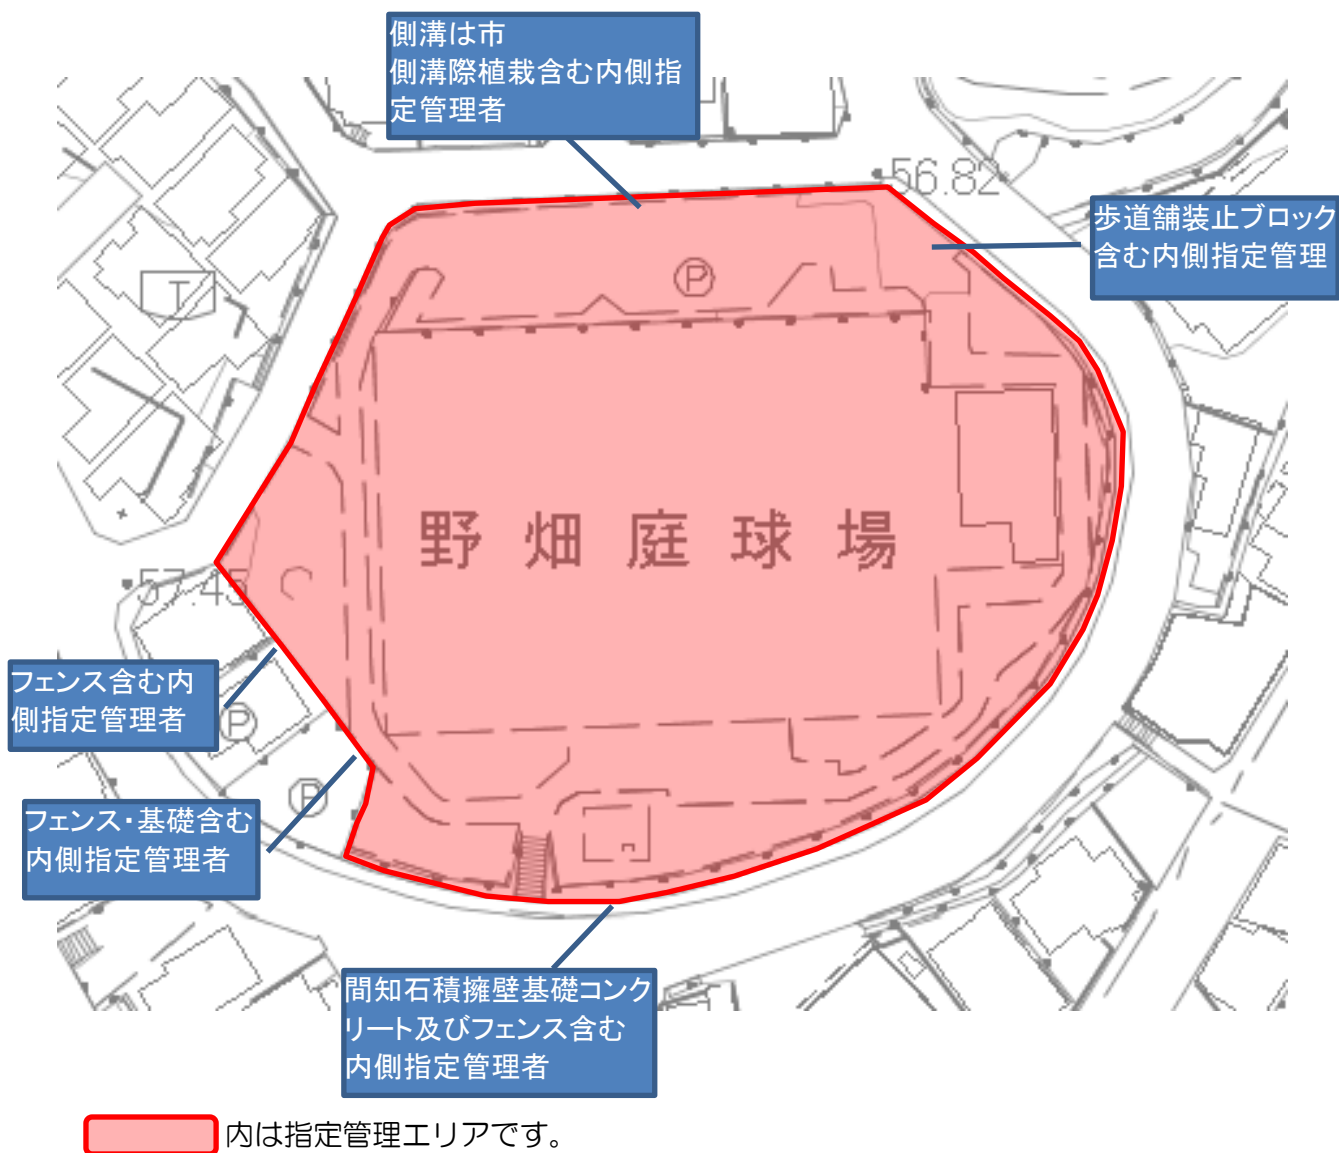 側溝は市
側溝際植栽含む内側指
定管理者
56.82
歩道舗装止ブロック
含む内側指定管理
P
T
野畑庭球場
57.45
フェンス含む内
側指定管理者
P
P
フェンス・基礎含む
内側指定管理者
間知石積擁壁基礎コンク
リート及びフェンス含む
内側指定管理者
内は指定管理エリアです。